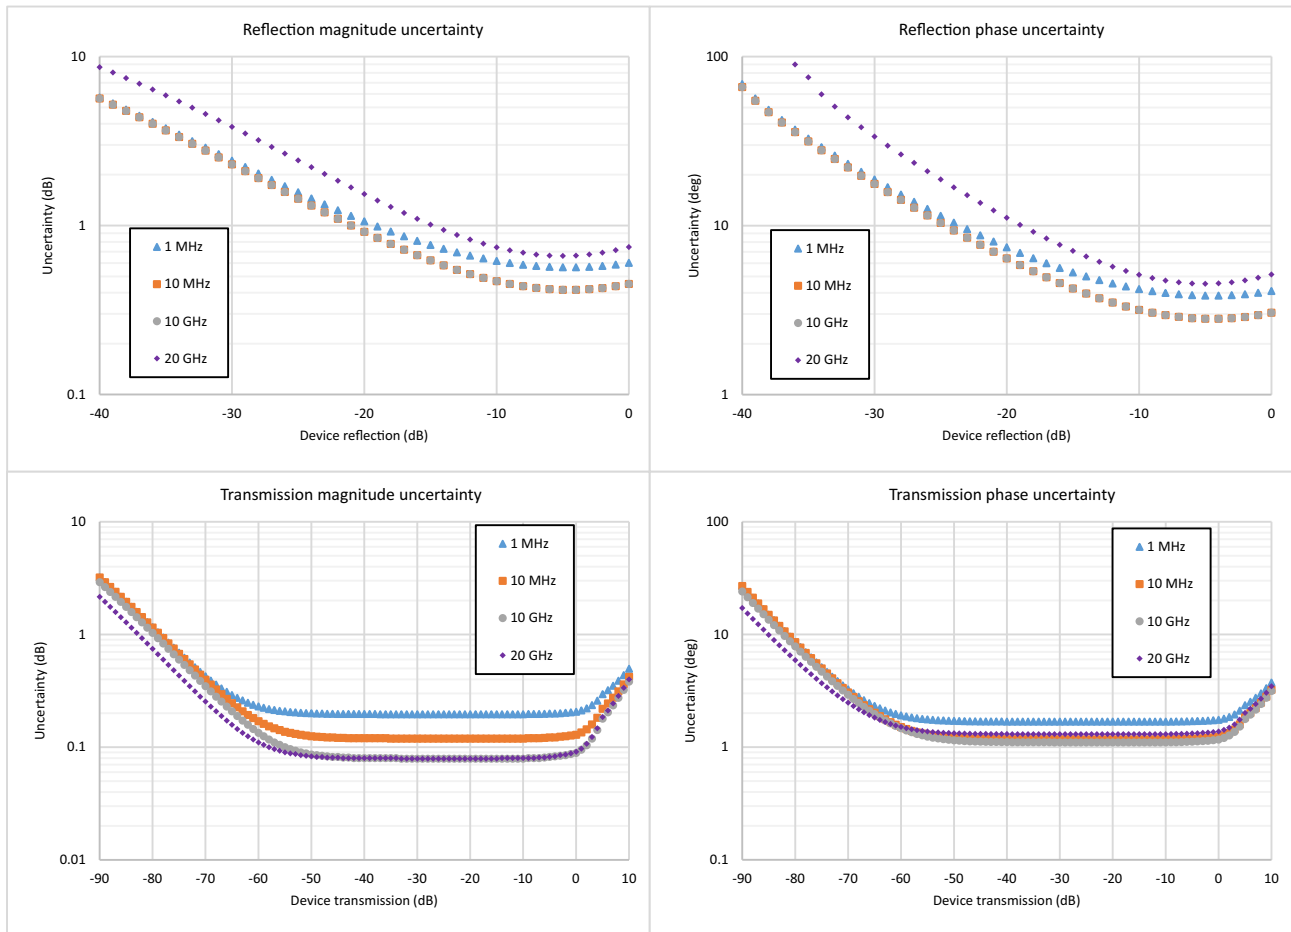 Reflection magnitude uncertainty
10
1
0.1
Uncertainty (dB)
1 MHz
10 MHz
10 GHz
20 GHz
-40 -30 -20 -10 0
Device reflection (dB)
Reflection phase uncertainty
100
10
1
Uncertainty (deg)
1 MHz
10 MHz
10 GHz
20 GHz
-40 -30 -20 -10 0
Device reflection (dB)
Transmission magnitude uncertainty
10
1
0.1
0.01
Uncertainty (dB)
1 MHz
10 MHz
10 GHz
20 GHz
-90 -80 -70 -60 -50 -40 -30 -20 -10 0 10
Device transmission (dB)
Transmission phase uncertainty
100
10
1
0.1
Uncertainty (deg)
1 MHz
10 MHz
10 GHz
20 GHz
-90 -80 -70 -60 -50 -40 -30 -20 -10 0 10
Device transmission (dB)